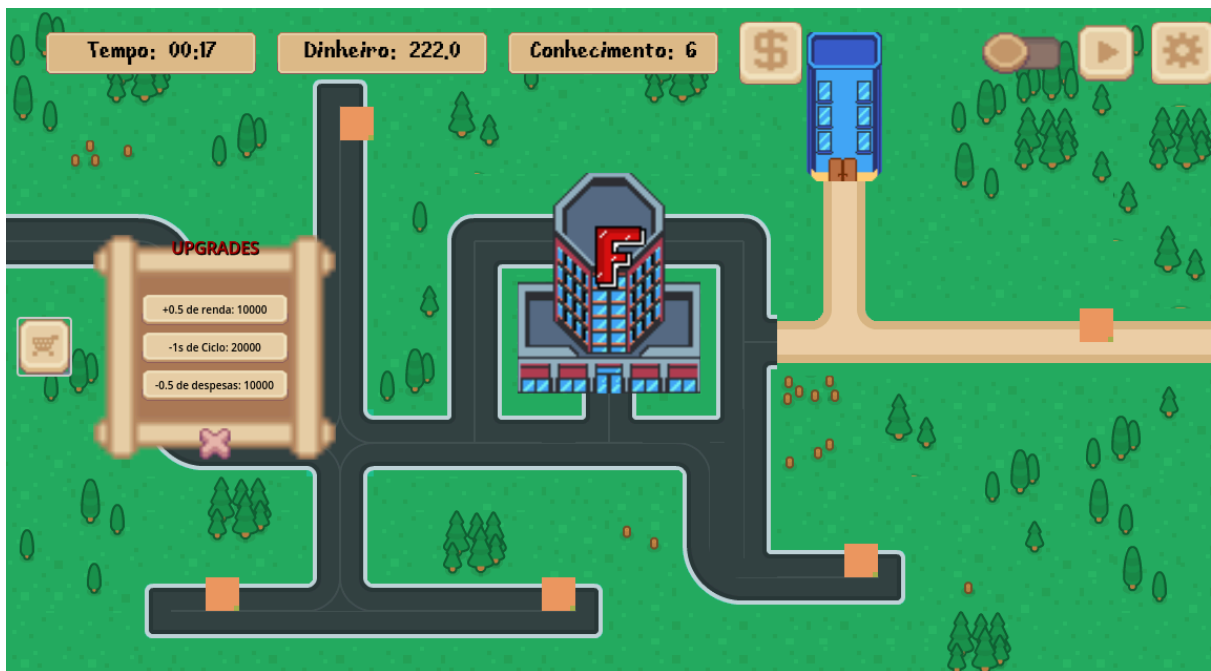 Tempo: 00:17
Dinheiro: 222.0
Conhecimento: 6
$
UPGRADES
+0.5 de renda: 10000
-1s de Ciclo: 20000
-0.5 de despesas: 10000
F